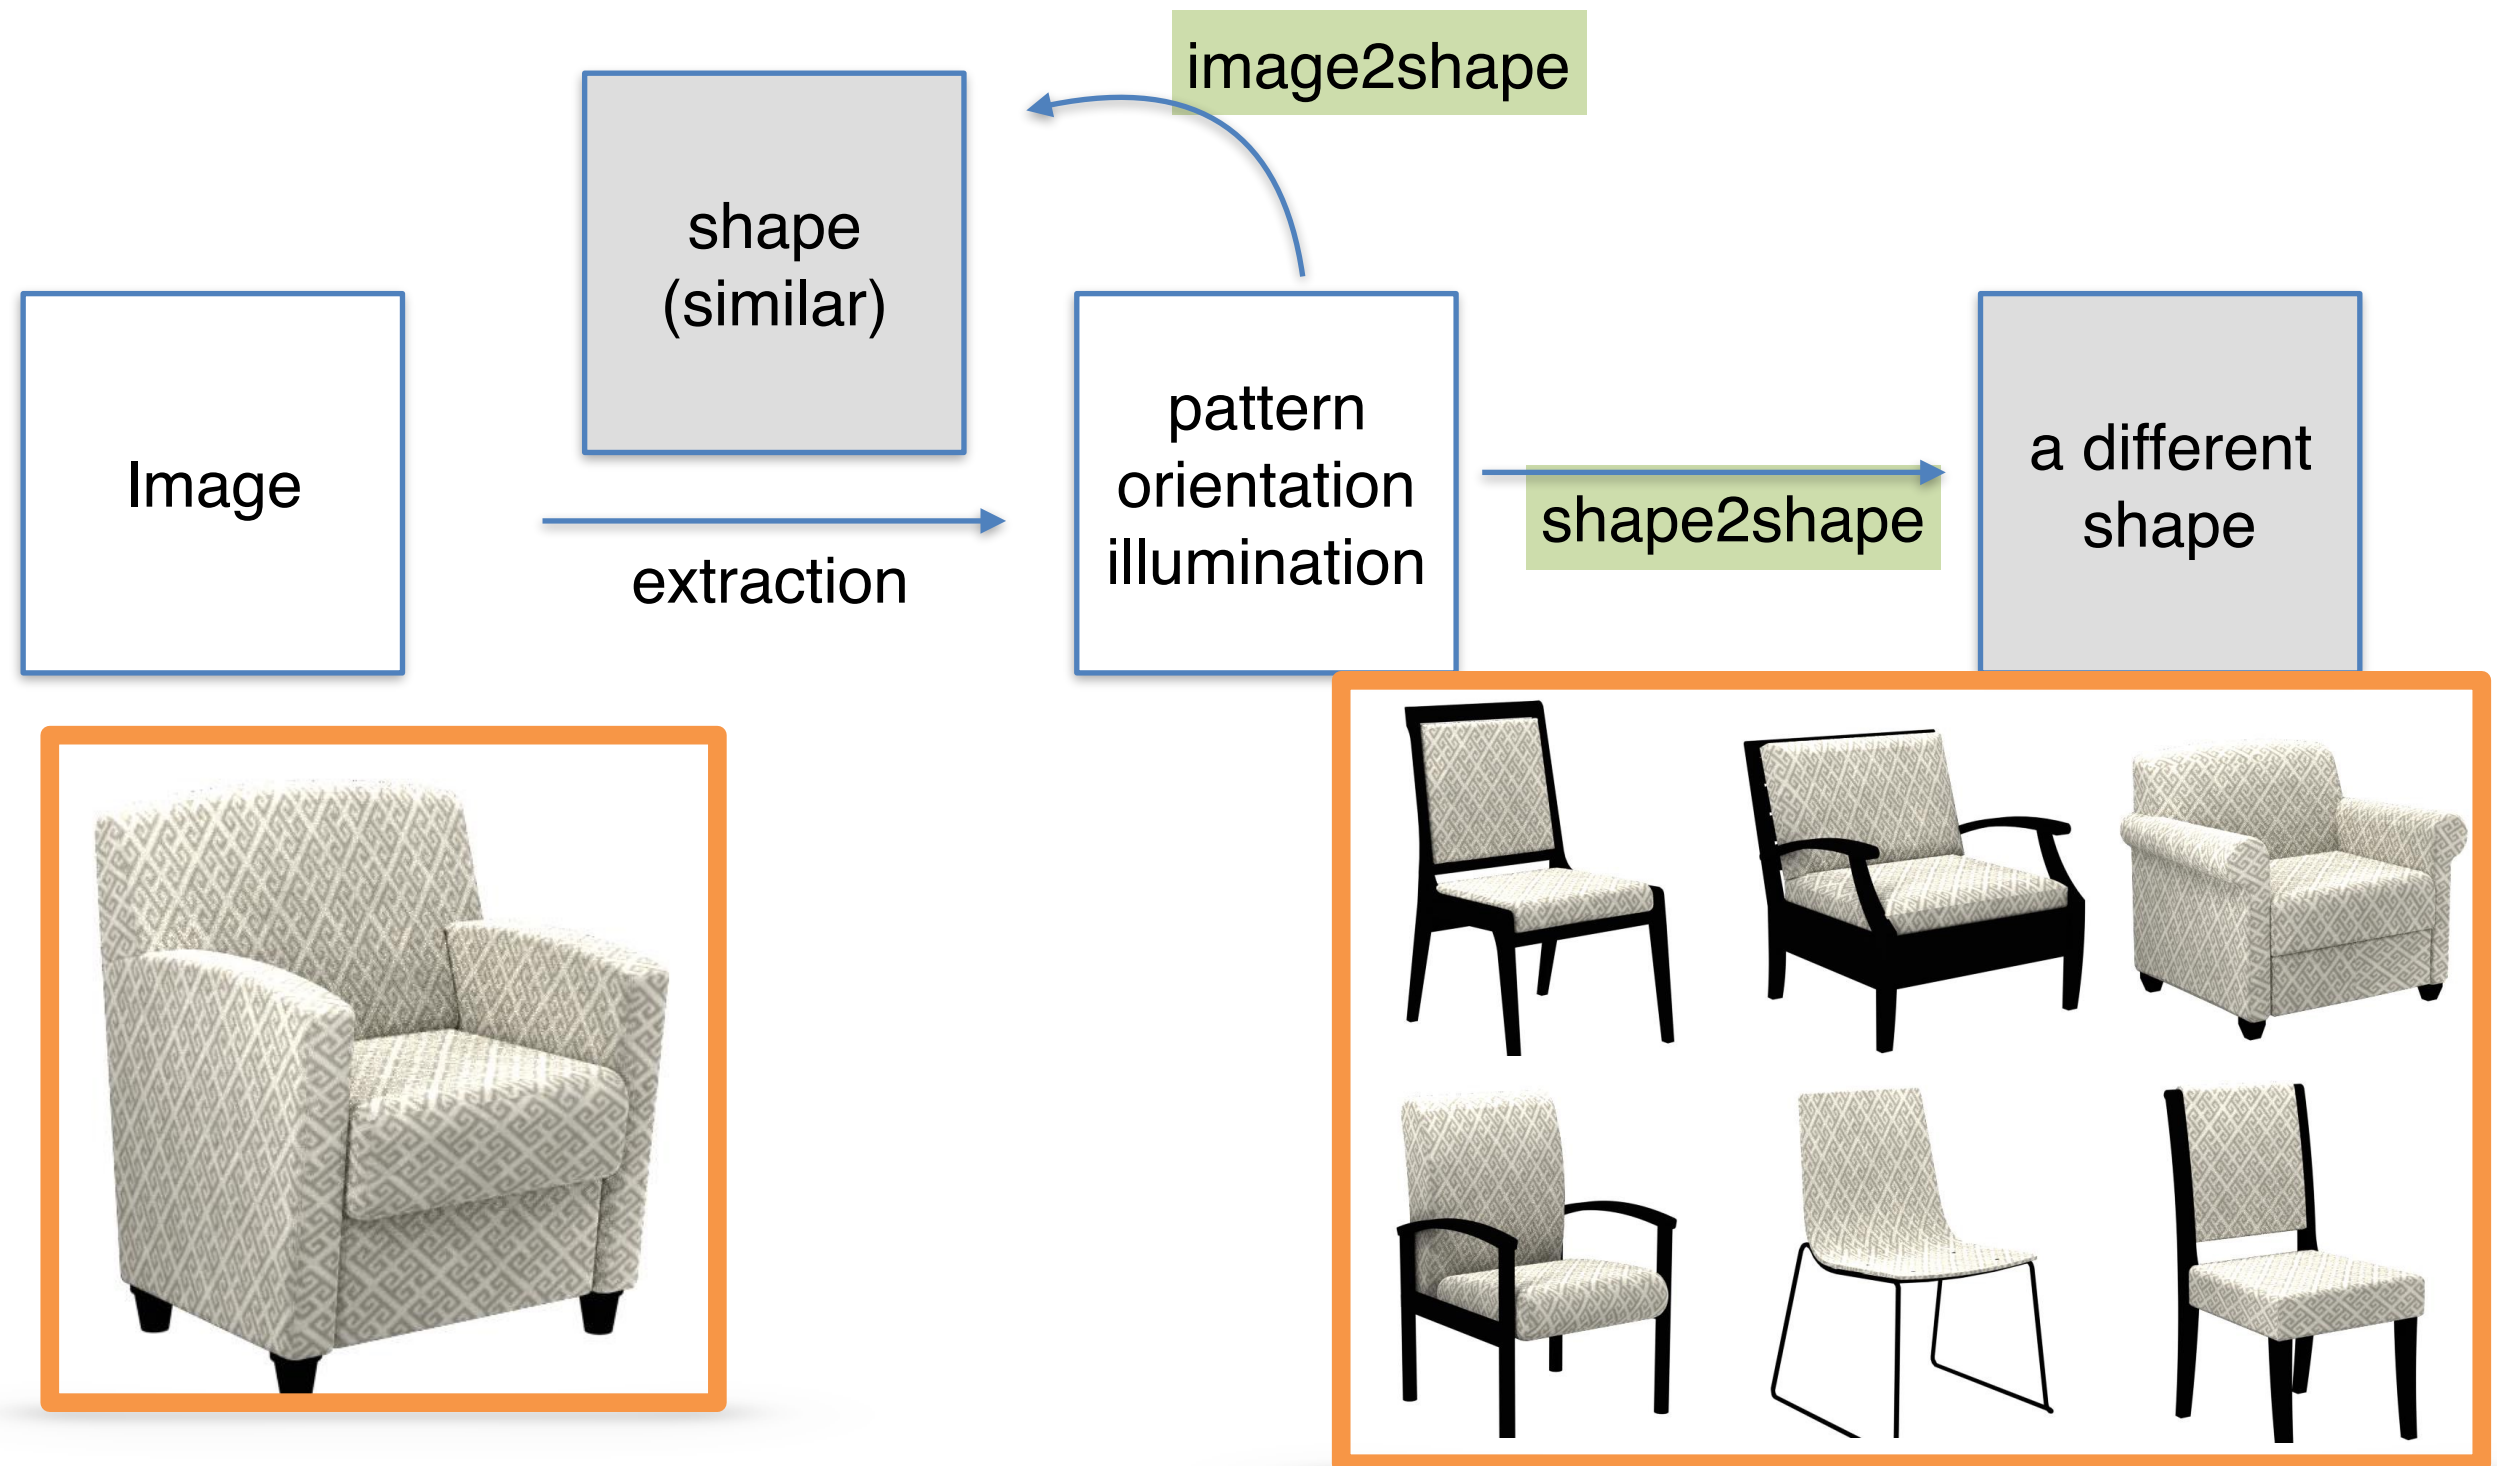 image2shape
shape
(similar)
Image
extraction
pattern
orientation
illumination
shape2shape
a different
shape